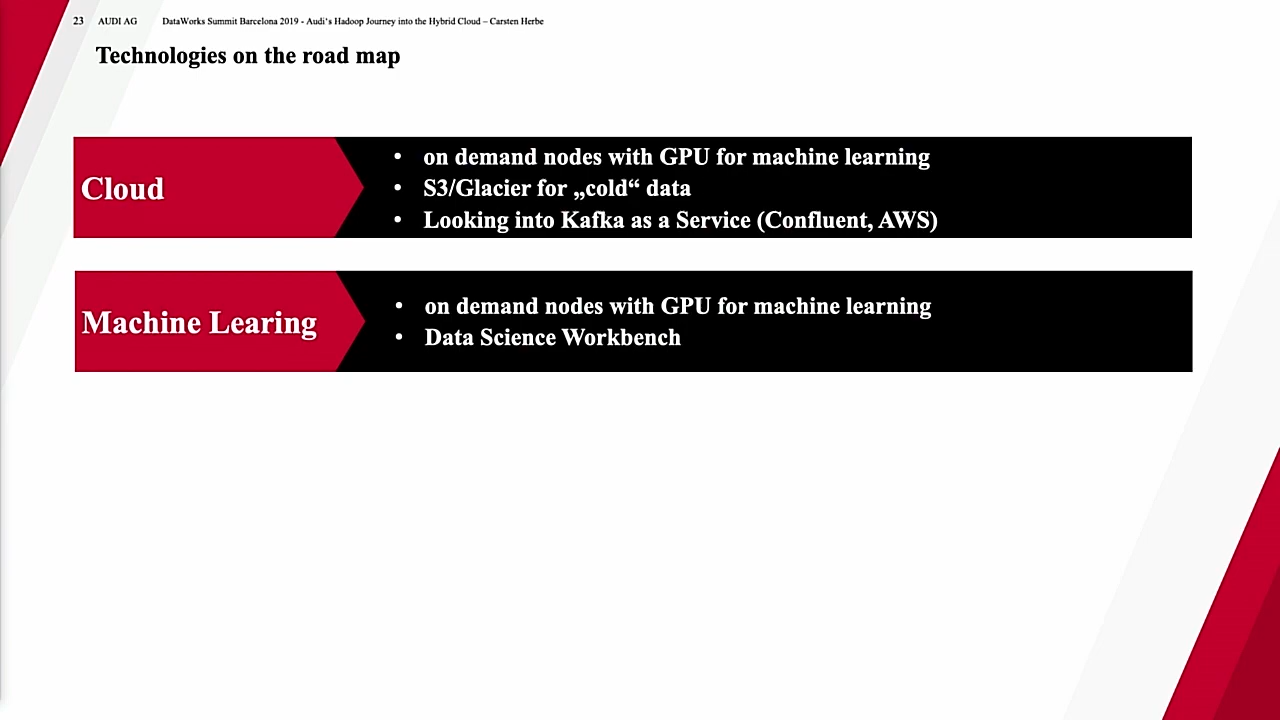 23 AUDI AG DataWorks Summit Barcelona 2019 - Audi's Hadoop Journey into the Hybrid Cloud – Carsten Herbe
Technologies on the road map
Cloud
• on demand nodes with GPU for machine learning
• S3/Glacier for „cold“ data
• Looking into Kafka as a Service (Confluent, AWS)
Machine Learing
• on demand nodes with GPU for machine learning
• Data Science Workbench